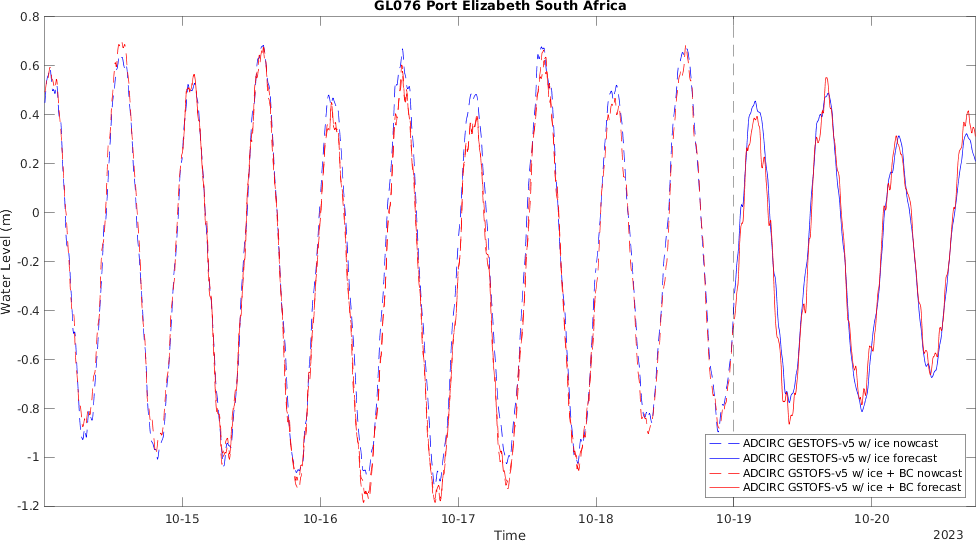 GL076 Port Elizabeth South Africa
0.8
0.6
0.4
0.2
0
-0.2
-0.4
-0.6
-0.8
-1
-1.2
Water Level (m)
ADCIRC GESTOFS-v5 w/ ice nowcast
ADCIRC GESTOFS-v5 w/ ice forecast
ADCIRC GSTOFS-v5 w/ ice + BC nowcast
ADCIRC GSTOFS-v5 w/ ice + BC forecast
10-15 10-16 10-17 10-18 10-19 10-20
Time
2023